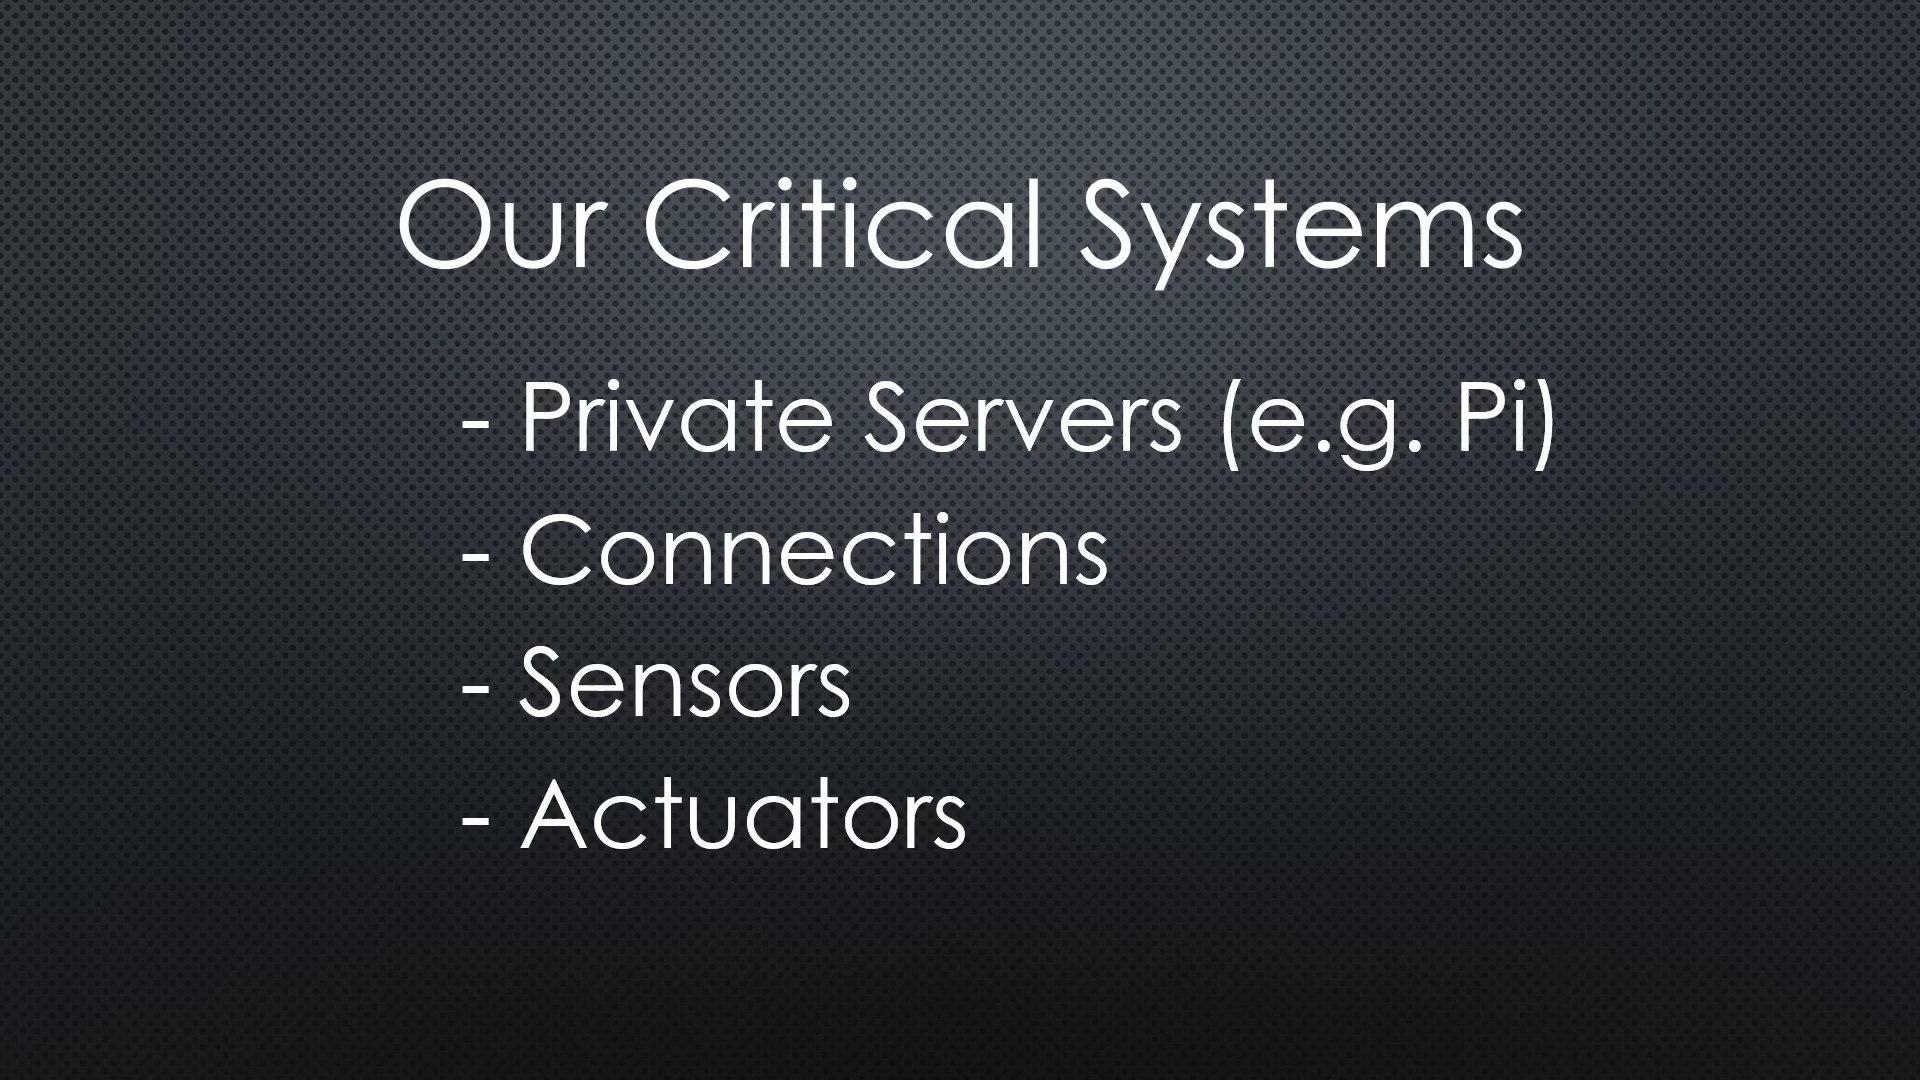 Our Critical Systems
- Private Servers (e.g. Pi)
- Connections
- Sensors
- Actuators